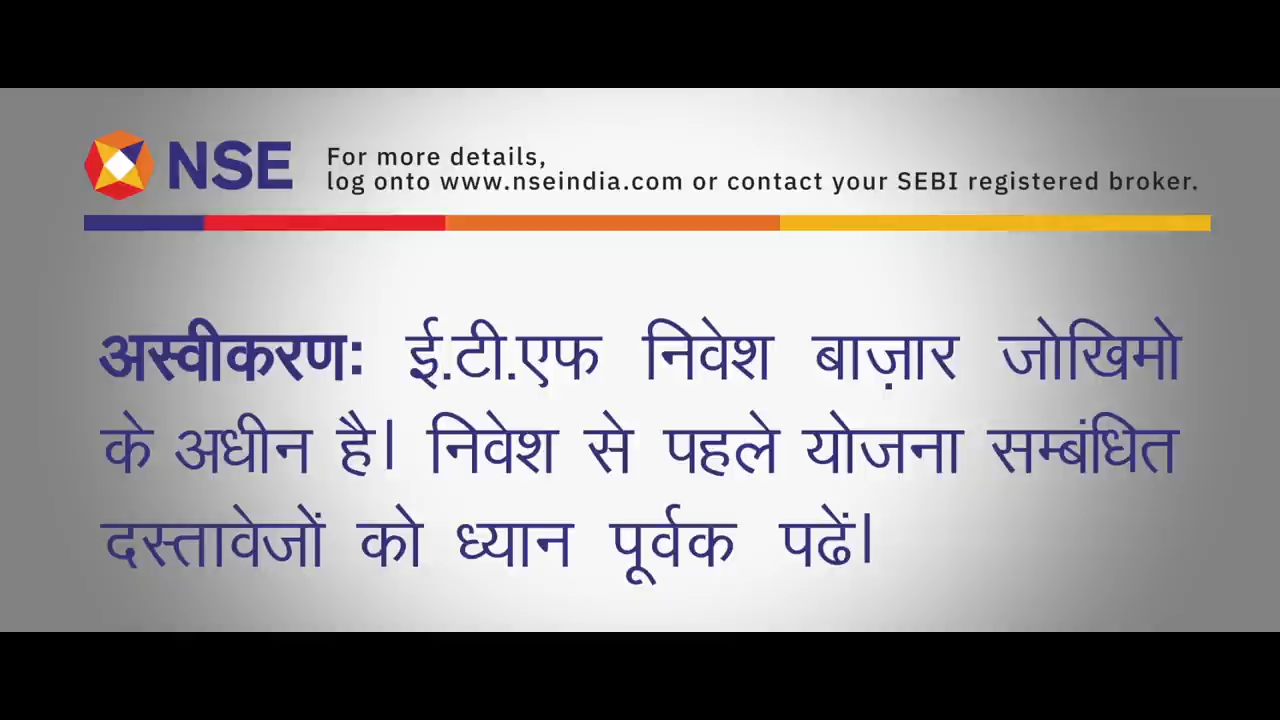 NSE
For more details,
log onto www.nseindia.com or contact your SEBI registered broker.
अस्वीकरण: ई.टी.एफ निवेश बाज़ार जोखिमो
के अधीन है। निवेश से पहले योजना सम्बंधित
दस्तावेजों को ध्यान पूर्वक पढें।